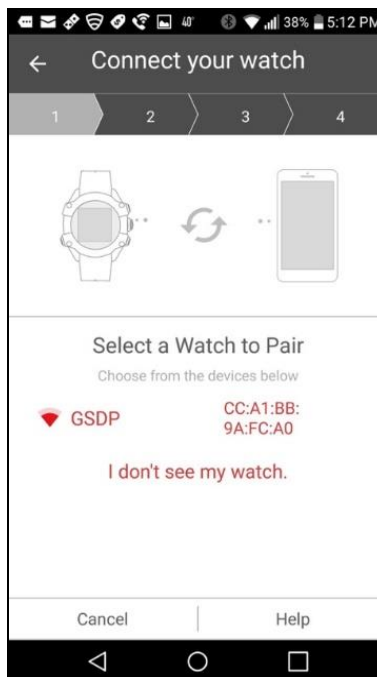 40° 38% 5:12 PM
Connect your watch
1 2 3 4
Select a Watch to Pair
Choose from the devices below
GSDP CC:A1:BB:
9A:FC:A0
I don't see my watch.
Cancel Help